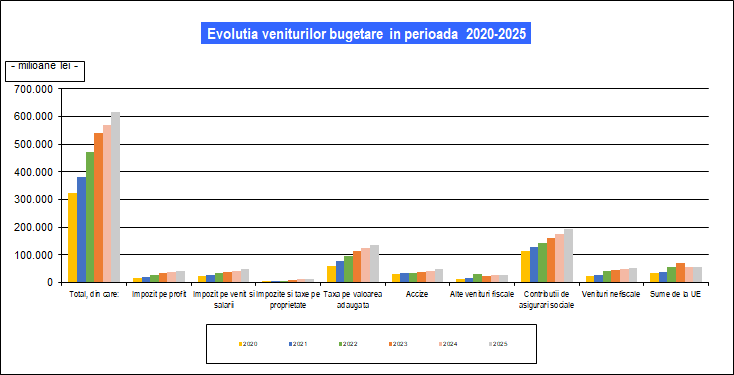 Evolutia veniturilor bugetare in perioada 2020-2025
- milioane lei -
700.000
600.000
500.000
400.000
300.000
200.000
100.000
0
Total, din care:
Impozit pe profit
Impozit pe venit si
salarii
Impozite si taxe pe
proprietate
Taxa pe valoarea
adaugata
Accize
Alte venituri fiscale
Contributii de
asigurari sociale
Venituri nefiscale
Sume de la UE
2020 2021 2022 2023 2024 2025